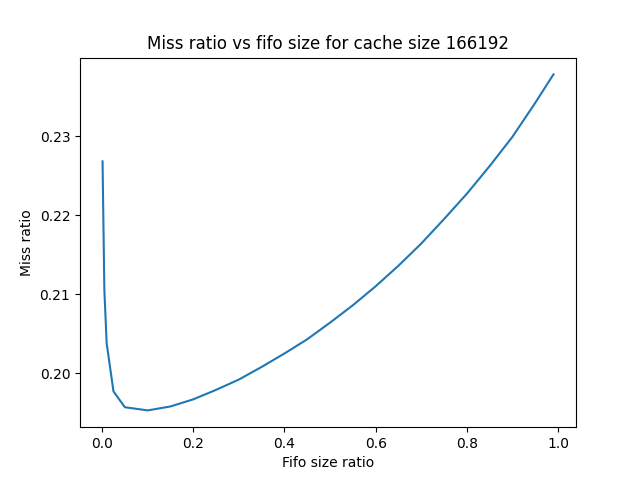 Miss ratio vs fifo size for cache size 166192
0.23
0.22
0.21
0.20
Miss ratio
0.0 0.2 0.4 0.6 0.8 1.0
Fifo size ratio